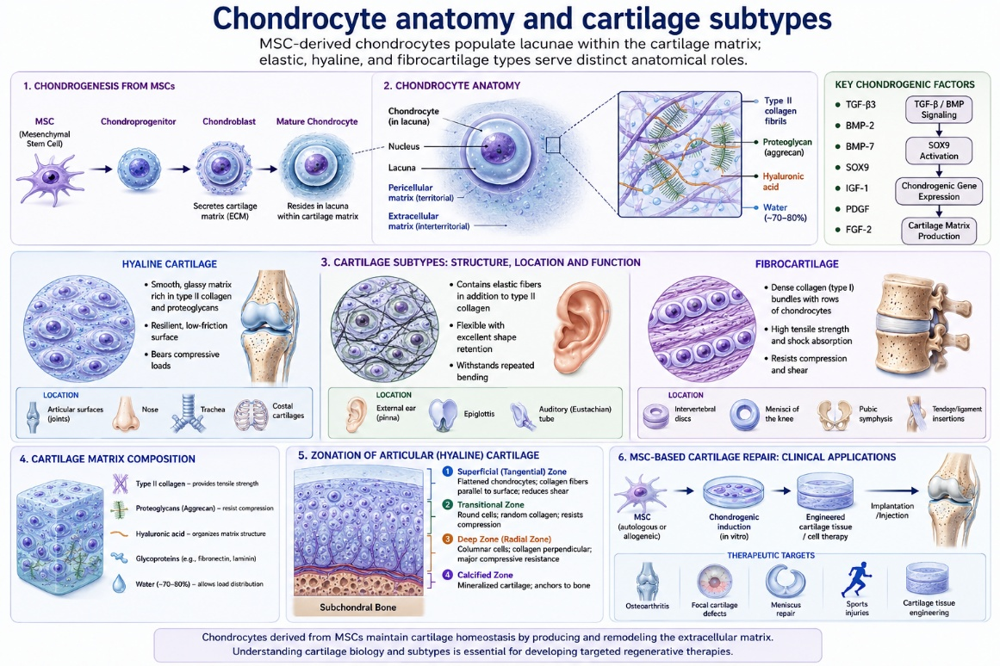 Chondrocyte anatomy and cartilage subtypes
MSC-derived chondrocytes populate lacunae within the cartilage matrix;
elastic, hyaline, and fibrocartilage types serve distinct anatomical roles.
1. CHONDROGENESIS FROM MSCs
MSC
(Mesenchymal
Stem Cell)
Chondroprogenitor
Chondroblast
Secretes cartilage
matrix (ECM)
Mature Chondrocyte
Resides in lacuna
within cartilage matrix
2. CHONDROCYTE ANATOMY
Chondrocyte
(in lacuna)
Nucleus
Lacuna
Pericellular
matrix (territorial)
Extracellular
matrix (interterritorial)
Type II
collagen
fibrils
Proteoglycan
(aggrecan)
Hyaluronic
acid
Water
(~70–80%)
KEY CHONDROGENIC FACTORS
• TGF-β3
• BMP-2
• BMP-7
• SOX9
• IGF-1
• PDGF
• FGF-2
TGF-β / BMP
Signaling
SOX9
Activation
Chondrogenic Gene
Expression
Cartilage Matrix
Production
3. CARTILAGE SUBTYPES: STRUCTURE, LOCATION AND FUNCTION
HYALINE CARTILAGE
• Smooth, glassy matrix
rich in type II collagen
and proteoglycans
• Resilient, low-friction
surface
• Bears compressive
loads
LOCATION
Articular surfaces
(joints)
Nose
Trachea
Costal
cartilages
• Contains elastic fibers
in addition to type II
collagen
• Flexible with
excellent shape
retention
• Withstands repeated
bending
LOCATION
External ear
(pinna)
Epiglottis
Auditory (Eustachian)
tube
FIBROCARTILAGE
• Dense collagen (type I)
bundles with rows
of chondrocytes
• High tensile strength
and shock absorption
• Resists compression
and shear
LOCATION
Intervertebral
discs
Menisci of
the knee
Pubic
symphysis
Tendoge/ligament
insertions
4. CARTILAGE MATRIX COMPOSITION
Type II collagen – provides tensile strength
Proteoglycans (Aggrecan) – resist compression
Hyaluronic acid – organizes matrix structure
Glycoproteins (e.g., fibronectin, laminin)
Water (~70–80%) – allows load distribution
5. ZONATION OF ARTICULAR (HYALINE) CARTILAGE
1 Superficial (Tangential) Zone
Flattened chondrocytes; collagen fibers
parallel to surface; reduces shear
2 Transitional Zone
Round cells; random collagen; resists
compression
3 Deep Zone (Radial Zone)
Columnar cells; collagen perpendicular;
major compressive resistance
4 Calcified Zone
Mineralized cartilage; anchors to bone
Subchondral Bone
6. MSC-BASED CARTILAGE REPAIR: CLINICAL APPLICATIONS
MSC
(autologous or
allogeneic)
Chondrogenic
induction
(in vitro)
Engineered
cartilage tissue
/ cell therapy
Implantation
/Injection
THERAPEUTIC TARGETS
Osteoarthritis
Focal cartilage
defects
Meniscus
repair
Sports
injuries
Cartilage tissue
engineering
Chondrocytes derived from MSCs maintain cartilage homeostasis by producing and remodeling the extracellular matrix.
Understanding cartilage biology and subtypes is essential for developing targeted regenerative therapies.